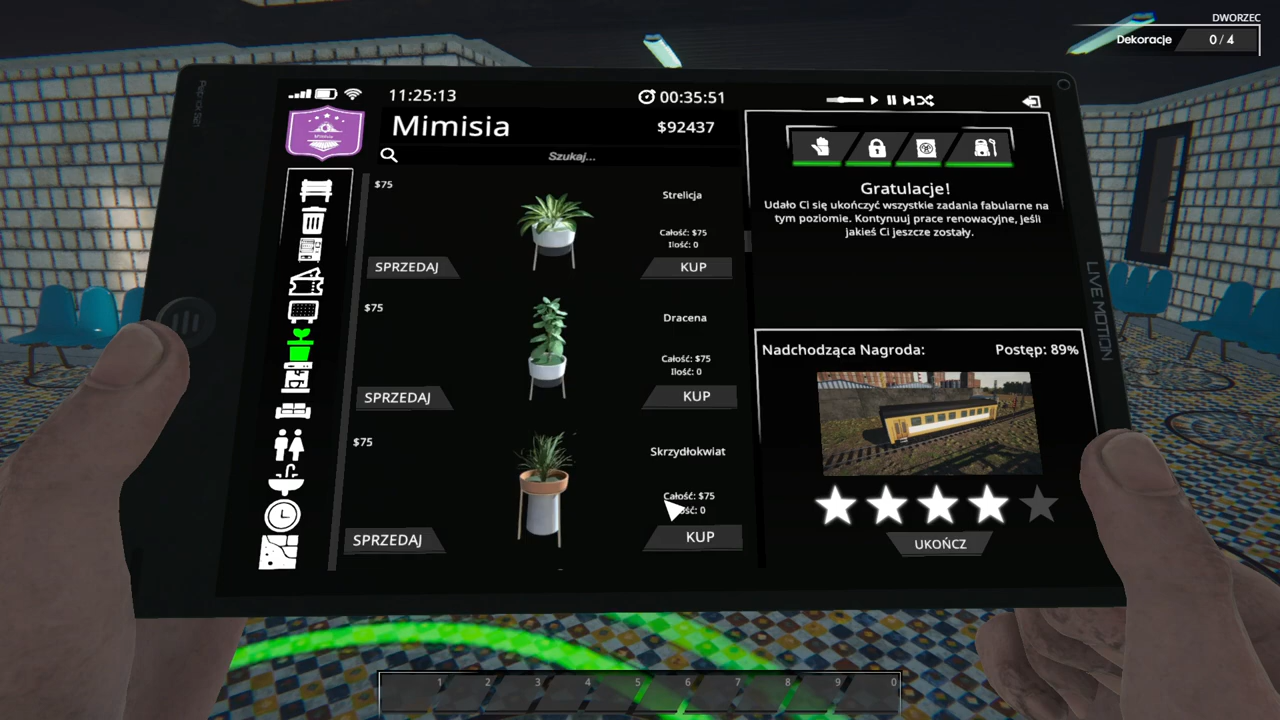 DWORZEC
Dekoracje 0 / 4
11:25:13
00:35:51
Mimisia
$92437
Mimisia
Szukaj...
$75
Strelicja
Całość: $75
Ilość: 0
SPRZEDAJ
KUP
$75
Dracena
Całość: $75
Ilość: 0
SPRZEDAJ
KUP
$75
Skrzydłokwiat
Całość: $75
ść: 0
SPRZEDAJ
KUP
Gratulacje!
Udało Ci się ukończyć wszystkie zadania fabularne na
tym poziomie. Kontynuuj prace renowacyjne, jeśli
jakieś Ci jeszcze zostały.
Nadchodząca Nagroda:
Postęp: 89%
UKOŃCZ
LIVE MOTION
1 2 3 4 5 6 7 8 9 0